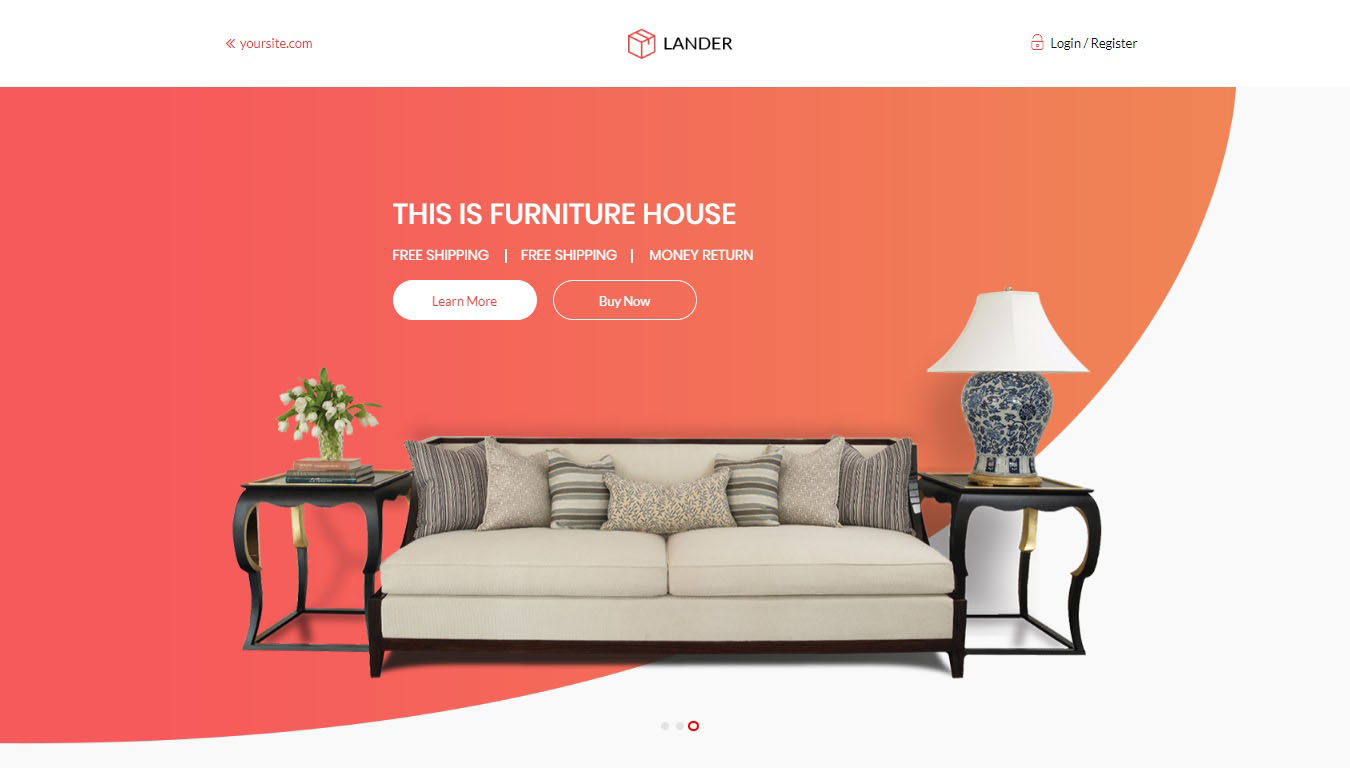 yoursite.com
LANDER
Login / Register
THIS IS FURNITURE HOUSE
FREE SHIPPING | FREE SHIPPING | MONEY RETURN
Learn More
Buy Now